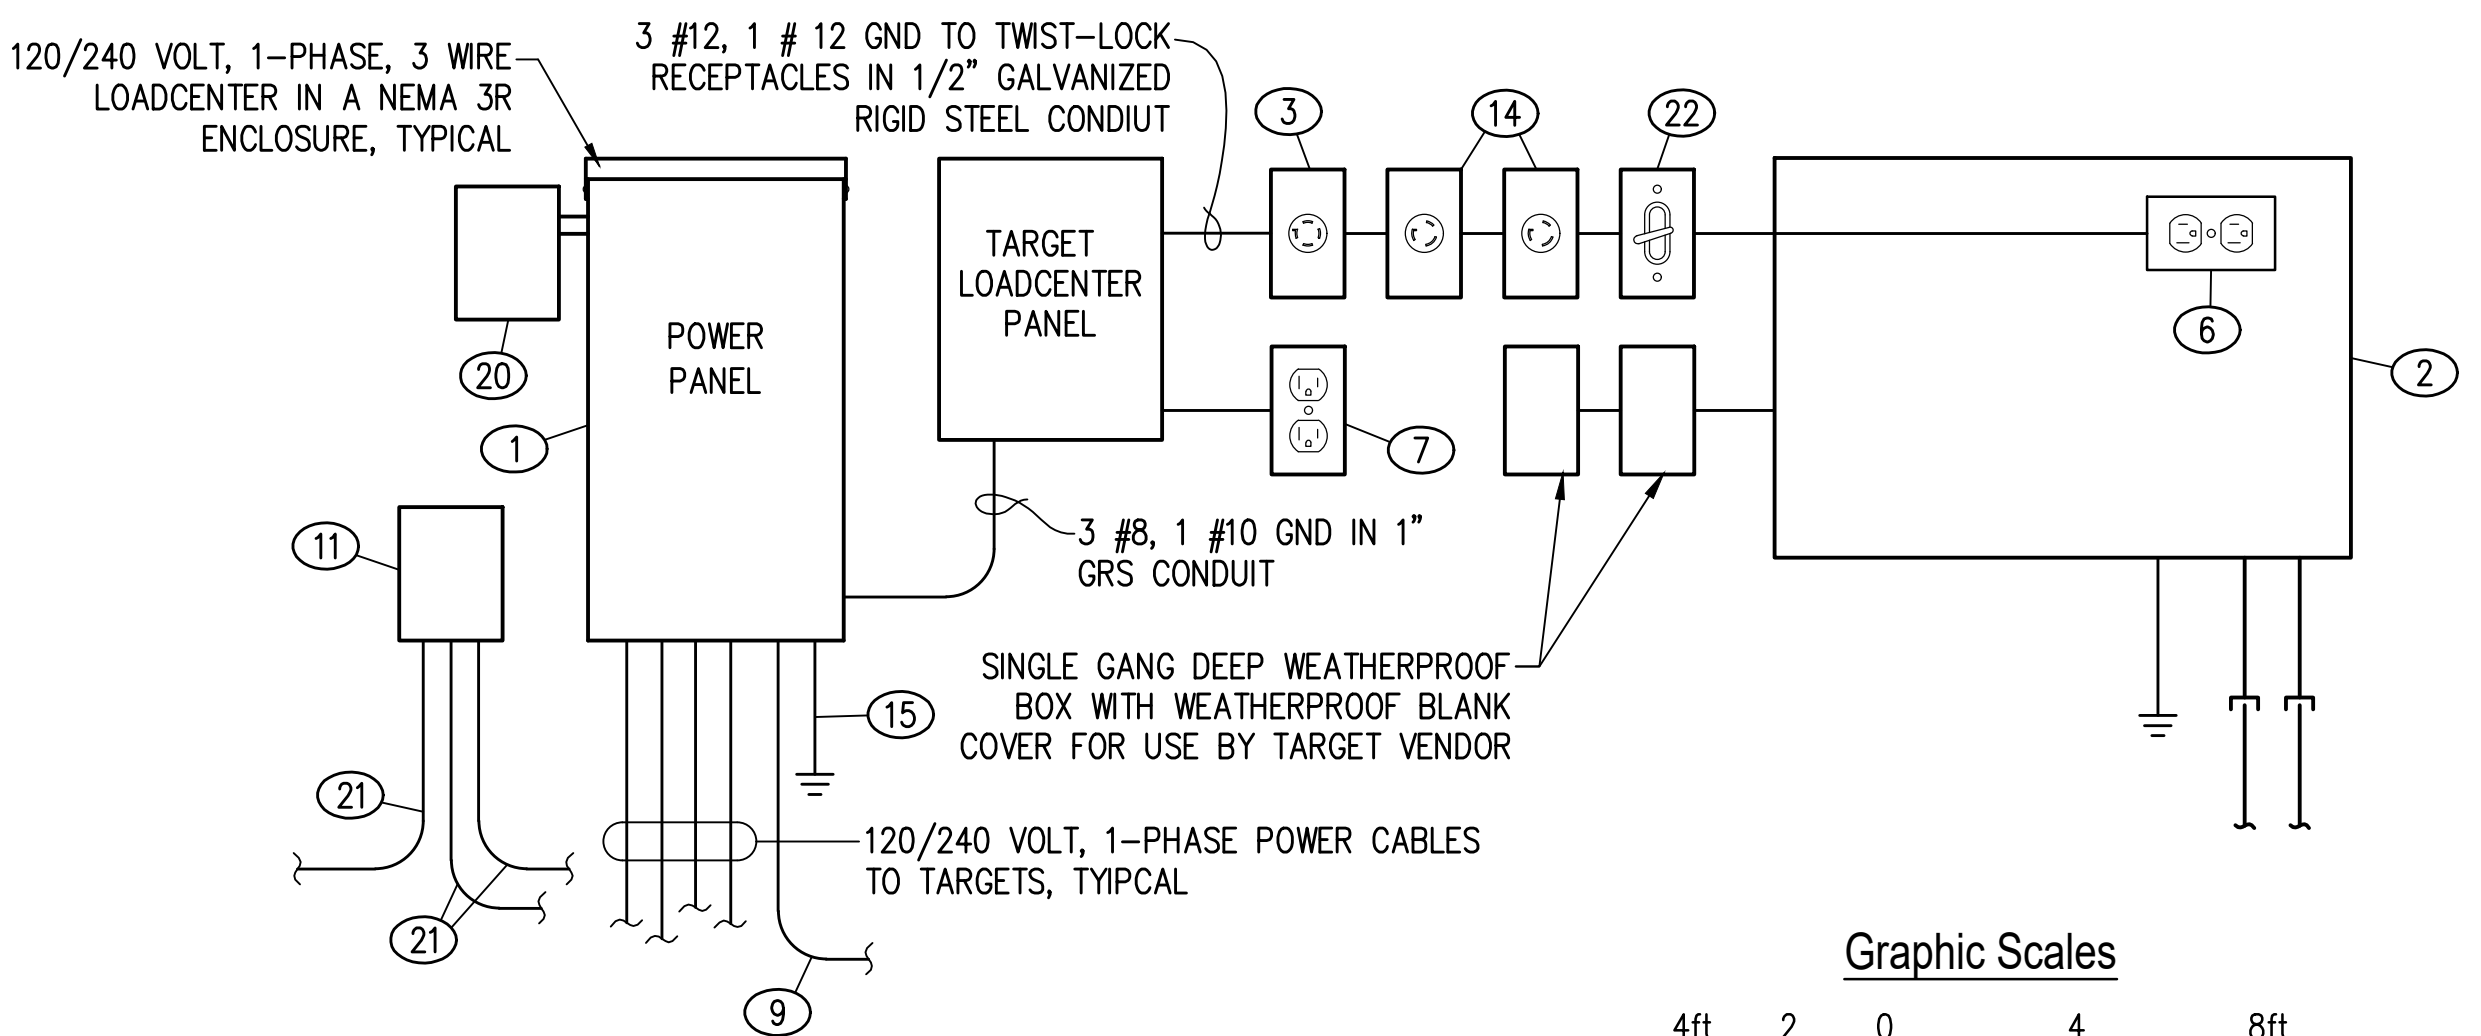 120/240 VOLT, 1-PHASE, 3 WIRE
LOADCENTER IN A NEMA 3R
ENCLOSURE, TYPICAL
3 #12, 1 # 12 GND TO TWIST-LOCK
RECEPTACLES IN 1/2" GALVANIZED
RIGID STEEL CONDIUT
3
14
22
TARGET
LOADCENTER
PANEL
POWER
PANEL
20
6
2
1
7
11
3 #8, 1 #10 GND IN 1"
GRS CONDUIT
SINGLE GANG DEEP WEATHERPROOF
BOX WITH WEATHERPROOF BLANK
COVER FOR USE BY TARGET VENDOR
15
21
120/240 VOLT, 1-PHASE POWER CABLES
TO TARGETS, TYIPCAL
21
9
Graphic Scales
4ft 2 0 4 8ft